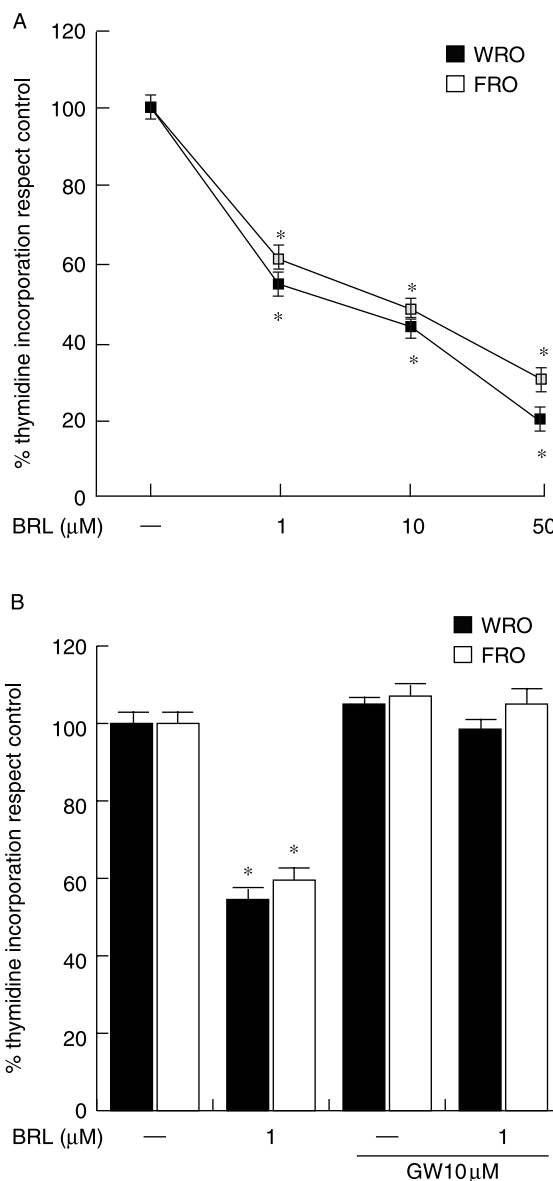 A
% thymidine incorporation respect control
120
100
80
60
40
20
0
WRO
FRO
*
*
*
*
*
*
BRL (μM) — 1 10 50
B
% thymidine incorporation respect control
120
100
80
60
40
20
0
WRO
FRO
* *
BRL (μM) — 1 — 1
GW10μM